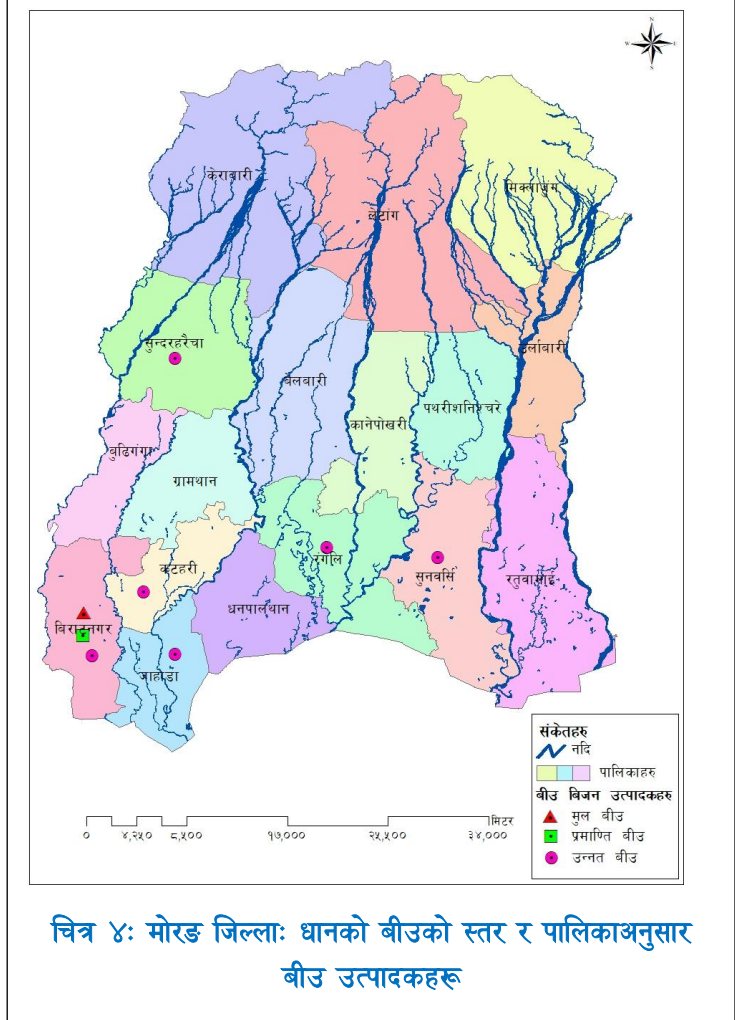 N
W E
S
केराबारी
लेटांग
मिक्लाजुम
सुन्दरहरैचा
बेलबारी
उर्लाबारी
कानेपोखरी
पथरीशनिश्चरे
बुढिगंगा
ग्रामथान
कटहरी
रंगेलि
सुनवर्सि
रतुवामाई
धनपालथान
बिराटनगर
जाहाडा
संकेतहरु
नदि
पालिकाहरु
बीउ बिजन उत्पादकहरु
मुल बीउ
प्रमाण्ति बीउ
उन्नत बीउ
मिटर
० ४,२५० ८,५०० १७,००० २५,५०० ३४,०००
चित्र ४: मोरङ जिल्ला: धानको बीउको स्तर र पालिकाअनुसार
बीउ उत्पादकहरू